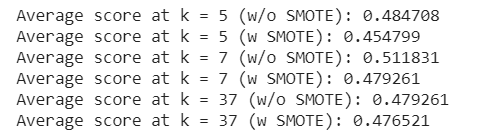 Average score at k = 5 (w/o SMOTE): 0.484708
Average score at k = 5 (w SMOTE): 0.454799
Average score at k = 7 (w/o SMOTE): 0.511831
Average score at k = 7 (w SMOTE): 0.479261
Average score at k = 37 (w/o SMOTE): 0.479261
Average score at k = 37 (w SMOTE): 0.476521